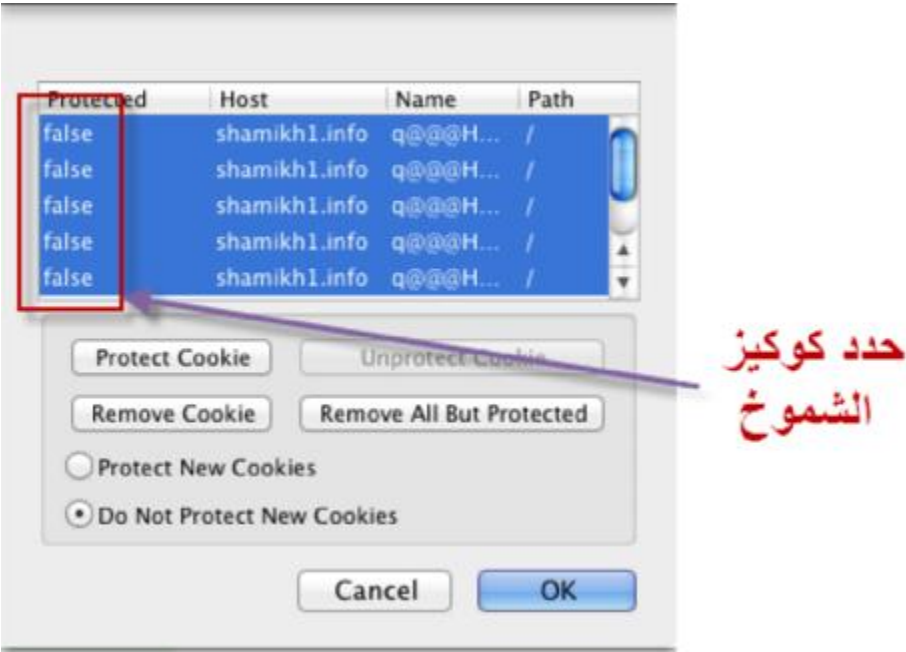 Protected Host Name Path
false shamikh1.info q@@@H... /
false shamikh1.info q@@@H... /
false shamikh1.info q@@@H... /
false shamikh1.info q@@@H... /
false shamikh1.info q@@@H... /
Protect Cookie Unprotect Cookie
Remove Cookie Remove All But Protected
Protect New Cookies
Do Not Protect New Cookies
Cancel OK
حدد كوكيز
الشموخ